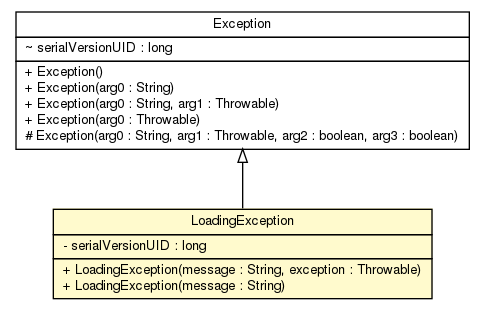 Exception
~ serialVersionUID : long
+ Exception()
+ Exception(arg0 : String)
+ Exception(arg0 : String, arg1 : Throwable)
+ Exception(arg0 : Throwable)
# Exception(arg0 : String, arg1 : Throwable, arg2 : boolean, arg3 : boolean)
LoadingException
- serialVersionUID : long
+ LoadingException(message : String, exception : Throwable)
+ LoadingException(message : String)